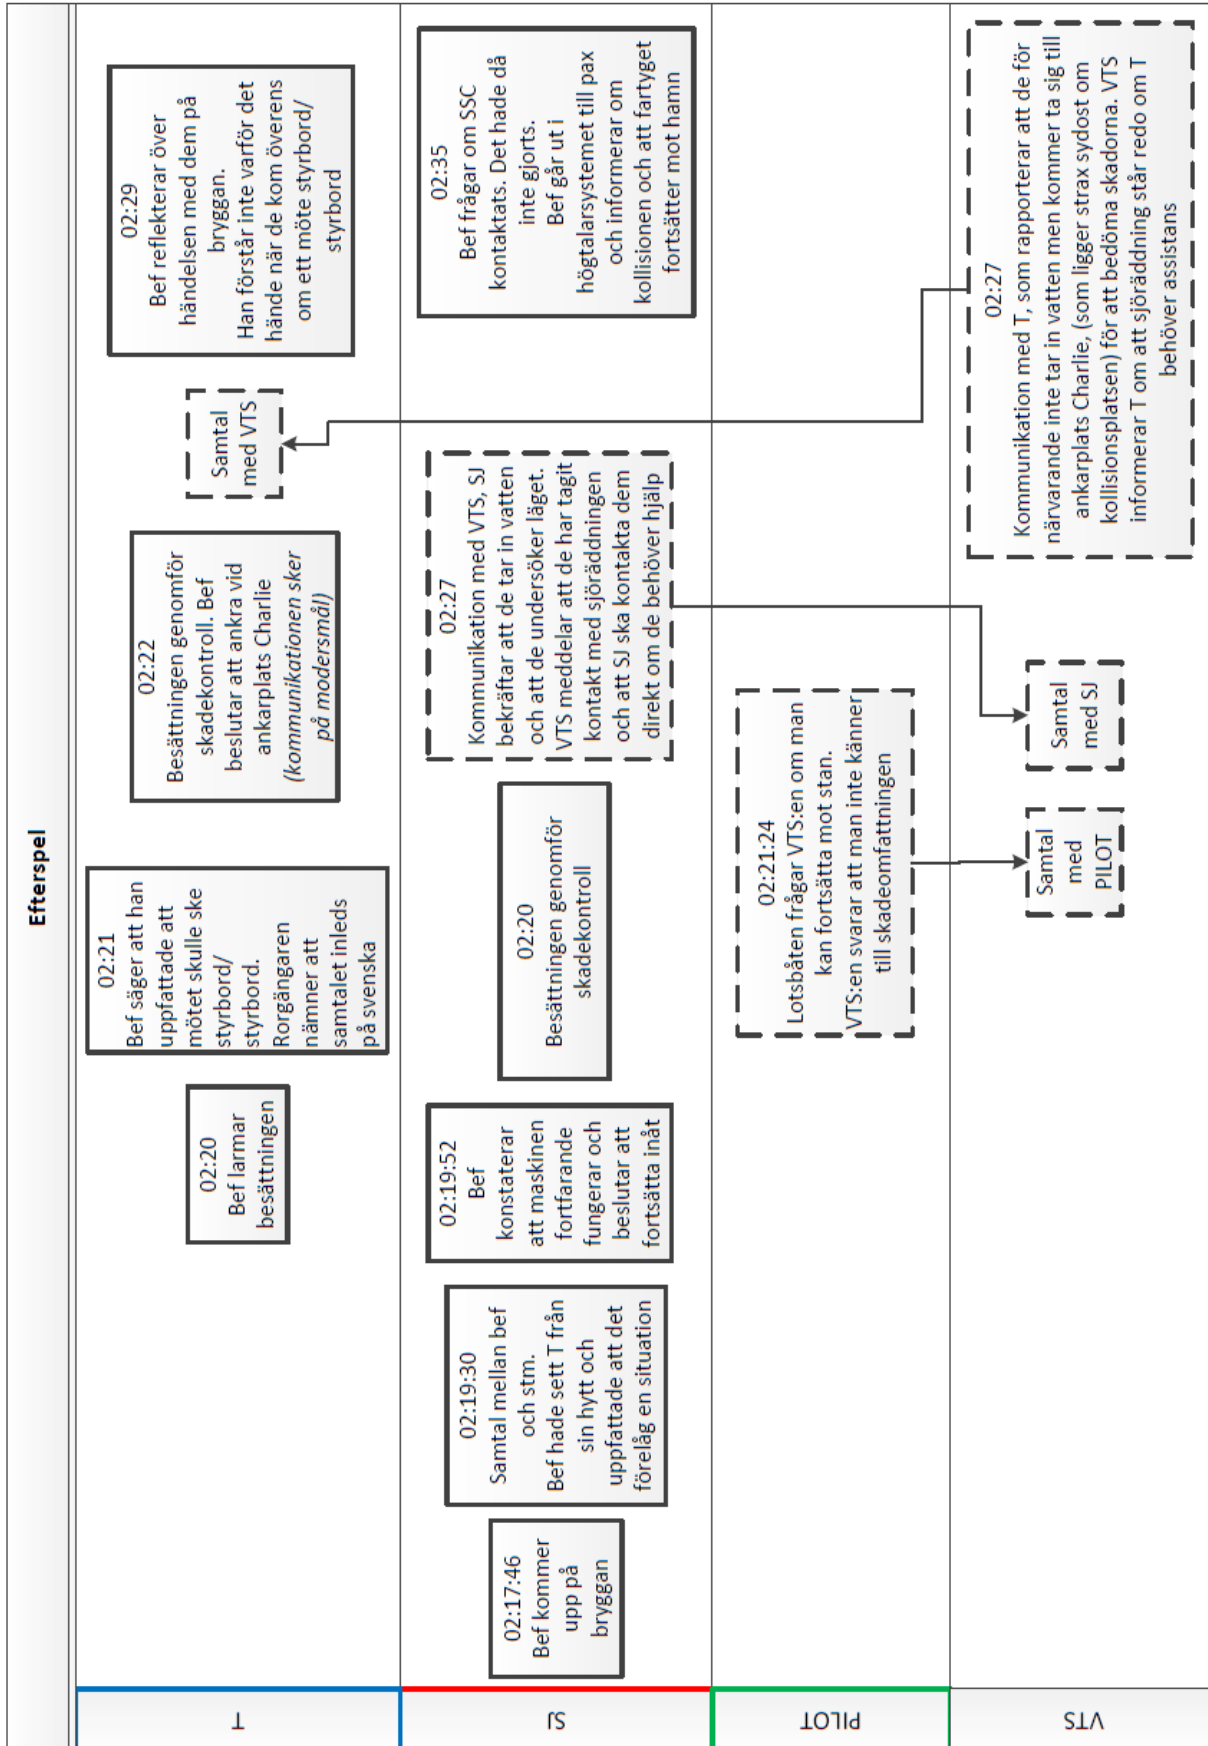 Efterspel
T
02:20
Bef larmar
besättningen
02:21
Bef säger att han
uppfattade att
mötet skulle ske
styrbord/
styrbord.
Rorgängaren
nämner att
samtalet inleds
på svenska
02:22
Besättningen genomför
skadekontroll. Bef
beslutar att ankra vid
ankarplats Charlie
(kommunikationen sker
på modersmål)
Samtal
med VTS
02:29
Bef reflekterar över
händelsen med dem på
bryggan.
Han förstår inte varför det
hände när de kom överens
om ett möte styrbord/
styrbord
SJ
02:17:46
Bef kommer
upp på
bryggan
02:19:30
Samtal mellan bef
och stm.
Bef hade sett T från
sin hytt och
uppfattade att det
förelåg en situation
02:19:52
Bef
konstaterar
att maskinen
fortfarande
fungerar och
beslutar att
fortsätta inåt
02:20
Besättningen genomför
skadekontroll
02:27
Kommunikation med VTS, SJ
bekräftar att de tar in vatten
och att de undersöker läget.
VTS meddelar att de har tagit
kontakt med sjöräddningen
och att SJ ska kontakta dem
direkt om de behöver hjälp
02:35
Bef frågar om SSC
kontaktats. Det hade då
inte gjorts.
Bef går ut i
högtalarsystemet till pax
och informerar om
kollisionen och att fartyget
fortsätter mot hamn
PILOT
02:21:24
Lotsbåten frågar VTS:en om man
kan fortsätta mot stan.
VTS:en svarar att man inte känner
till skadeomfattningen
VTS
Samtal
med
PILOT
Samtal
med SJ
02:27
Kommunikation med T, som rapporterar att de för
närvarande inte tar in vatten men kommer ta sig till
ankarplats Charlie, (som ligger strax sydost om
kollisionsplatsen) för att bedöma skadorna. VTS
informerar T om att sjöräddning står redo om T
behöver assistans